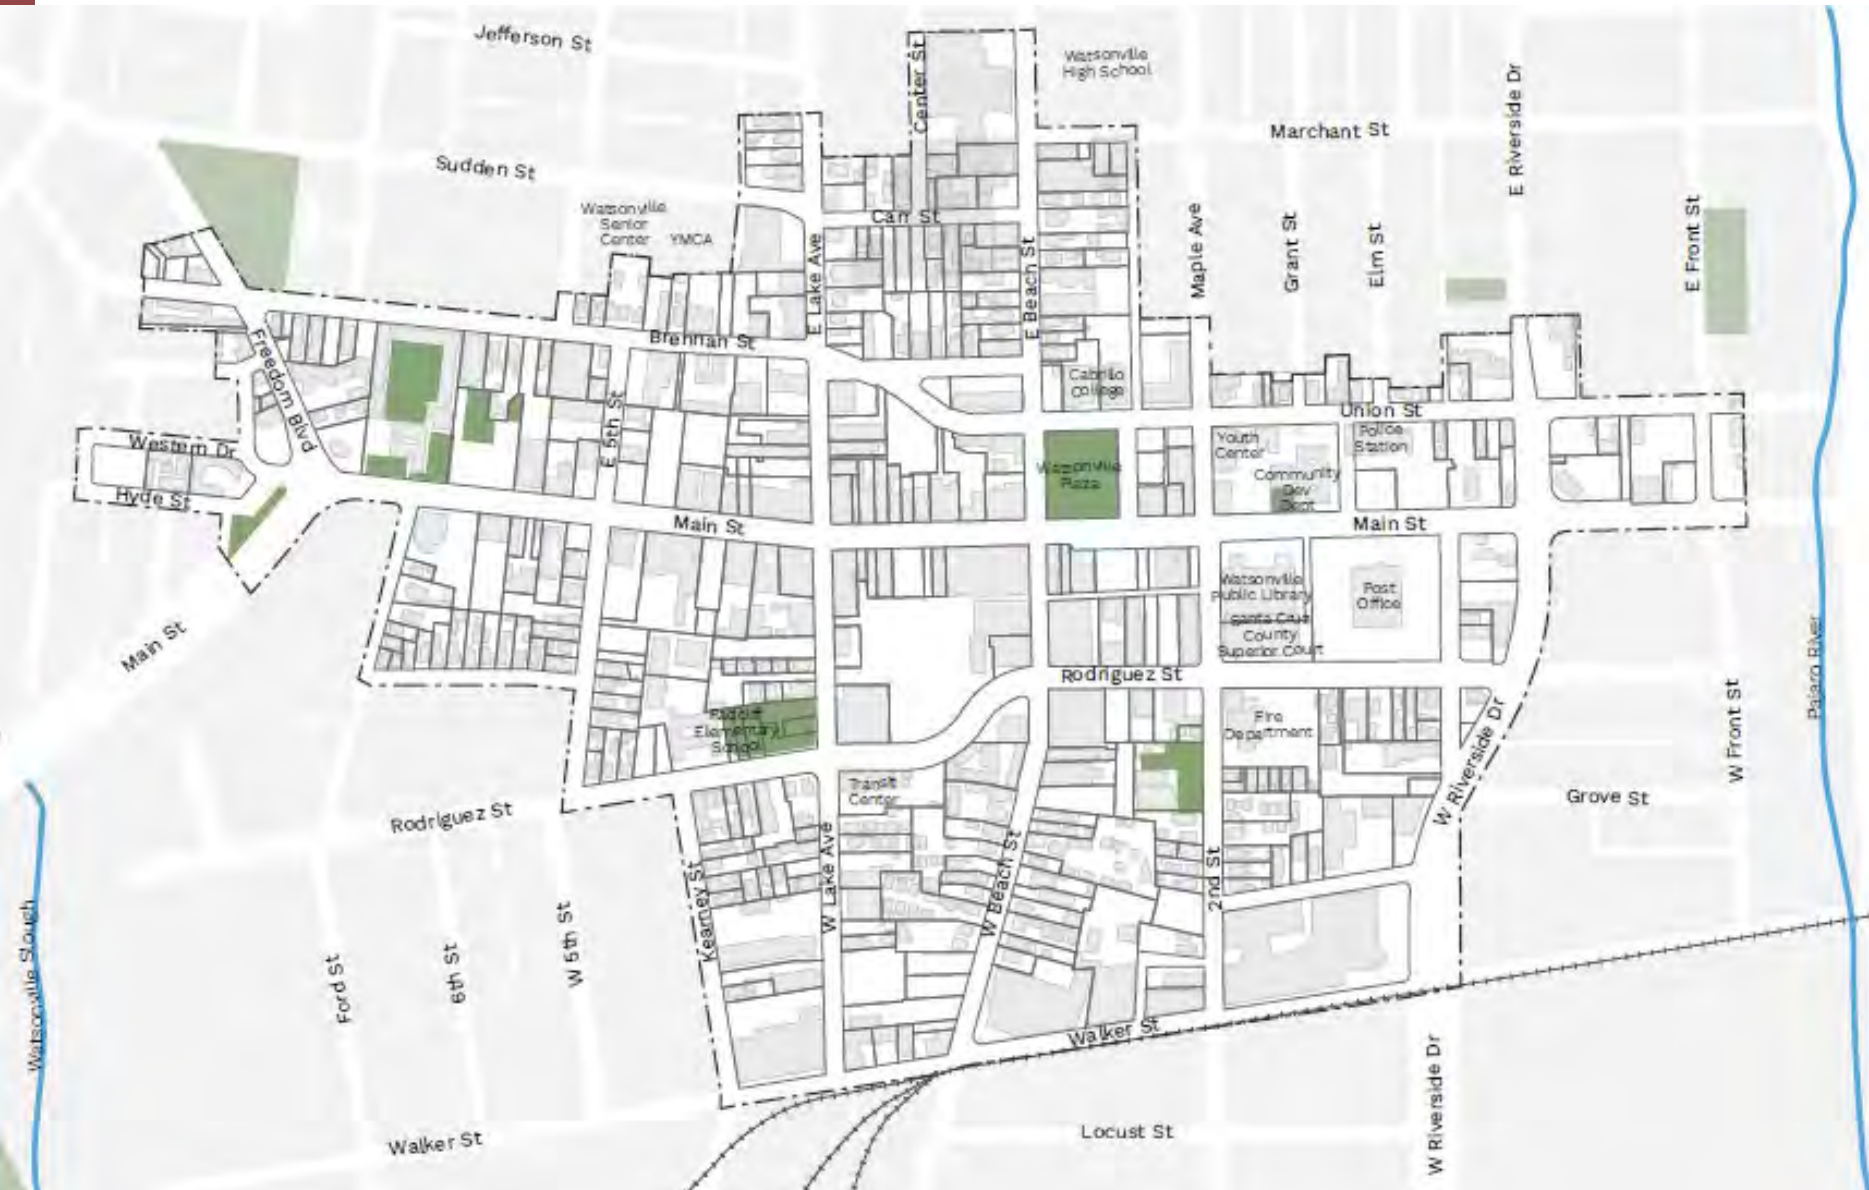 Jefferson St
Center St
Watsonville
High School
E Riverside Dr
Marchant St
Sudden St
Watsonville
Senior
Center
YMCA
Carr St
Maple Ave
Grant St
Elm St
E Front St
E Lake Ave
E Beach St
Freedom Blvd
Brennan St
Cabrillo
College
E 5th St
Union St
Western Dr
Hyde St
Youth
Center
Police
Station
Community
Dev
Dept
Watsonville
Plaza
Main St
Main St
Watsonville
Public Library
Santa Cruz
County
Superior Court
Post
Office
Main St
Rodriguez St
Pajaro River
W Front St
Radcliff
Elementary
School
Fire
Department
W Riverside Dr
Transit
Center
Grove St
Rodriguez St
Kearney St
W Lake Ave
W Beach St
2nd St
Watsonville Slough
Ford St
6th St
W 5th St
Walker St
W Riverside Dr
Walker St
Locust St